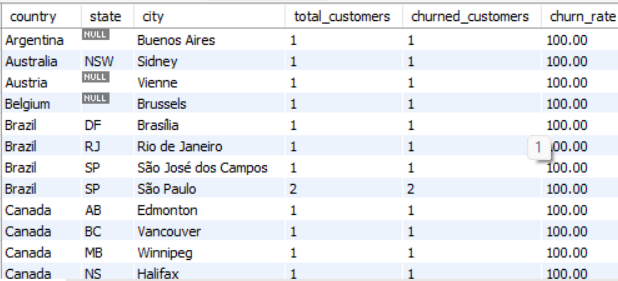 country state city total_customers churned_customers churn_rate
Argentina NULL Buenos Aires 1 1 100.00
Australia NSW Sidney 1 1 100.00
Austria NULL Vienne 1 1 100.00
Belgium NULL Brussels 1 1 100.00
Brazil DF Brasília 1 1 100.00
Brazil RJ Rio de Janeiro 1 1 1 00.00
Brazil SP São José dos Campos 1 1 100.00
Brazil SP São Paulo 2 2 100.00
Canada AB Edmonton 1 1 100.00
Canada BC Vancouver 1 1 100.00
Canada MB Winnipeg 1 1 100.00
Canada NS Halifax 1 1 100.00